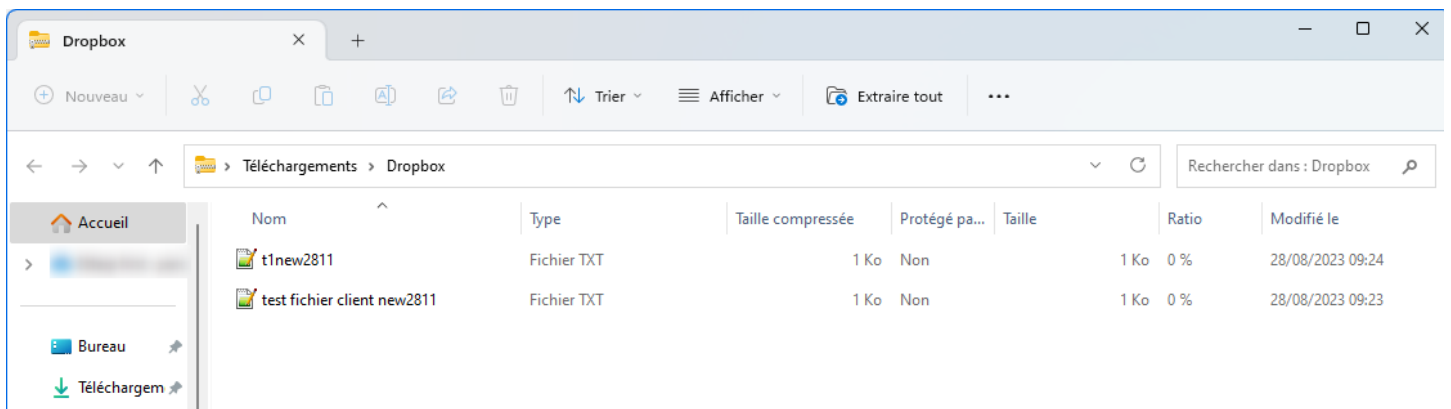 Dropbox
Nouveau Trier Afficher Extraire tout
Téléchargements > Dropbox Rechercher dans : Dropbox
Accueil Nom Type Taille compressée Protégé pa... Taille Ratio Modifié le
t1new2811 Fichier TXT 1 Ko Non 1 Ko 0 % 28/08/2023 09:24
test fichier client new2811 Fichier TXT 1 Ko Non 1 Ko 0 % 28/08/2023 09:23
Bureau
Téléchargem